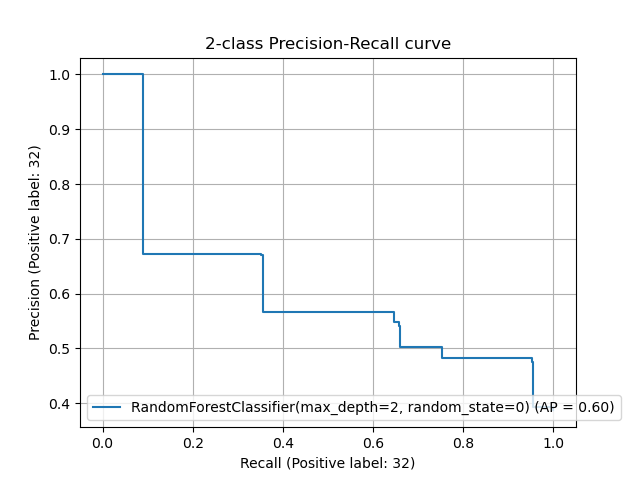 2-class Precision-Recall curve
Precision (Positive label: 32)
1.0
0.9
0.8
0.7
0.6
0.5
0.4
RandomForestClassifier(max_depth=2, random_state=0) (AP = 0.60)
0.0 0.2 0.4 0.6 0.8 1.0
Recall (Positive label: 32)